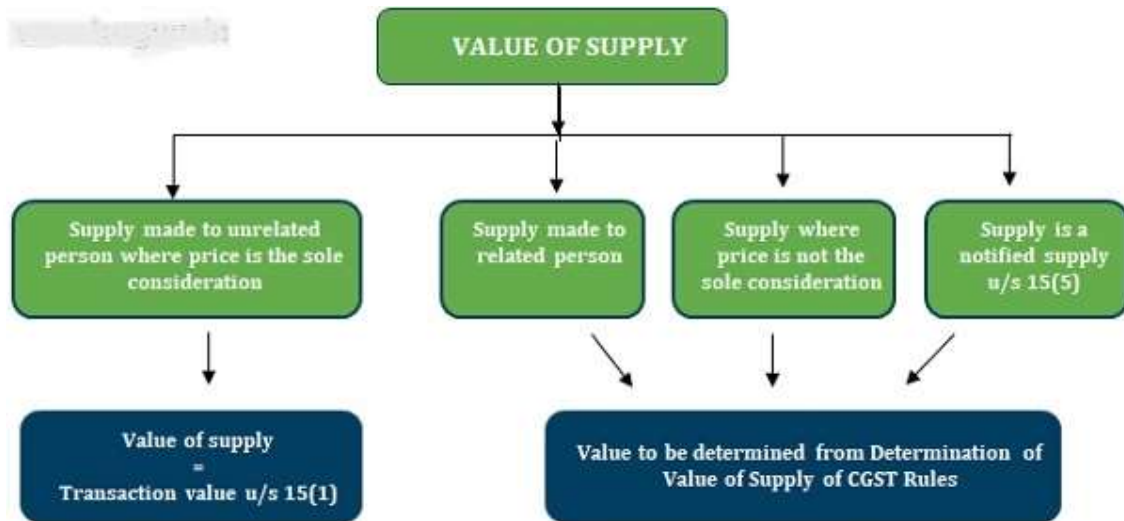 VALUE OF SUPPLY
Supply made to unrelated
person where price is the sole
consideration
Supply made to
related person
Supply where
price is not the
sole consideration
Supply is a
notified supply
u/s 15(5)
Value of supply
=
Transaction value u/s 15(1)
Value to be determined from Determination of
Value of Supply of CGST Rules